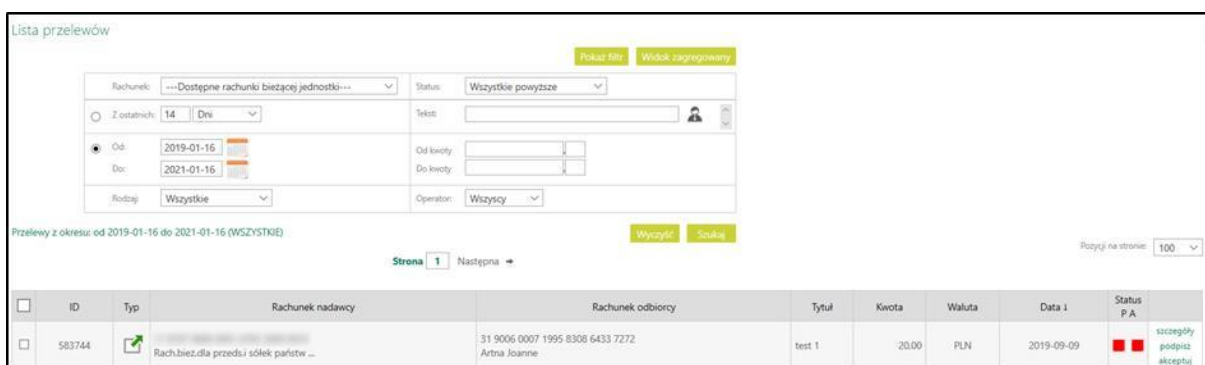 Lista przelewów
Pokaż filtr Widok zagregowany
Rachunek: ---Dostępne rachunki bieżącej jednostki--- Status: Wszystkie powyższe
Z ostatnich: 14 Dni Tekst:
Od: 2019-01-16 Od kwoty ,
Do: 2021-01-16 Do kwoty ,
Rodzaj: Wszystkie Operator: Wszyscy
Przelewy z okresu: od 2019-01-16 do 2021-01-16 (WSZYSTKIE) Wyczyść Szukaj
Pozycji na stronie: 100
Strona 1 Następna →
ID Typ Rachunek nadawcy Rachunek odbiorcy Tytuł Kwota Waluta Data ↓ Status
P A
583744 31 9006 0007 1995 8308 6433 7272 test 1 20,00 PLN 2019-09-09 szczegóły
Rach.biez.dla przeds.i sółek państw ... Artna Joanne podpisz
akceptuj